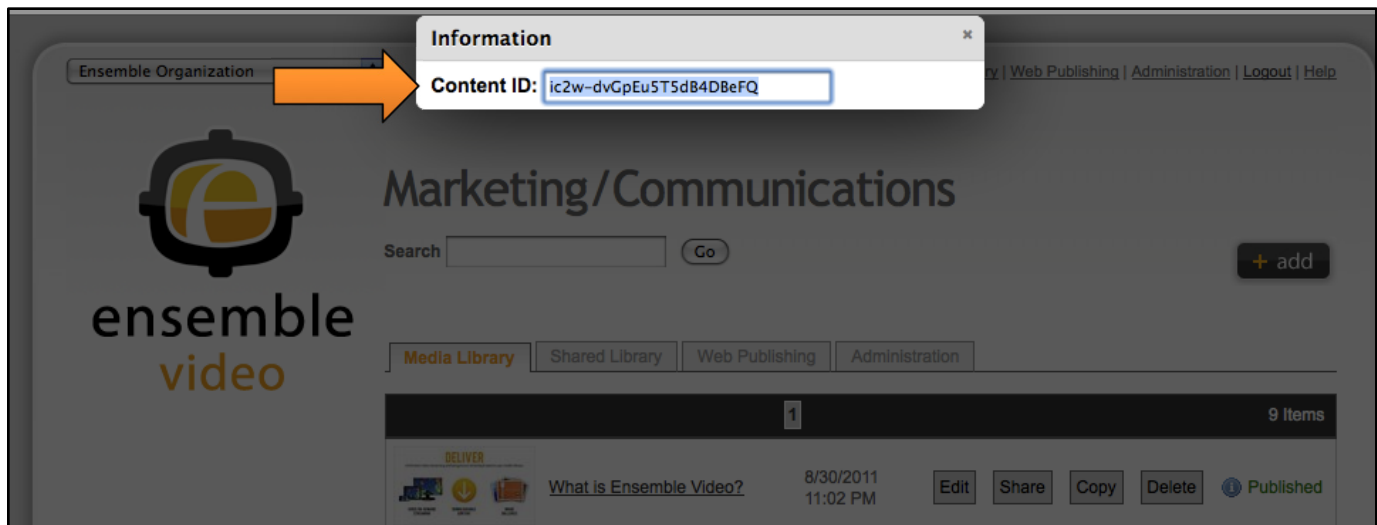 Information
×
Content ID: ic2w-dvGpEu5T5dB4DBeFQ
Ensemble Organization
ry | Web Publishing | Administration | Logout | Help
Marketing/Communications
Search Go
+ add
ensemble
video
Media Library Shared Library Web Publishing Administration
1 9 Items
DELIVER
What is Ensemble Video? 8/30/2011
11:02 PM
Edit Share Copy Delete Published